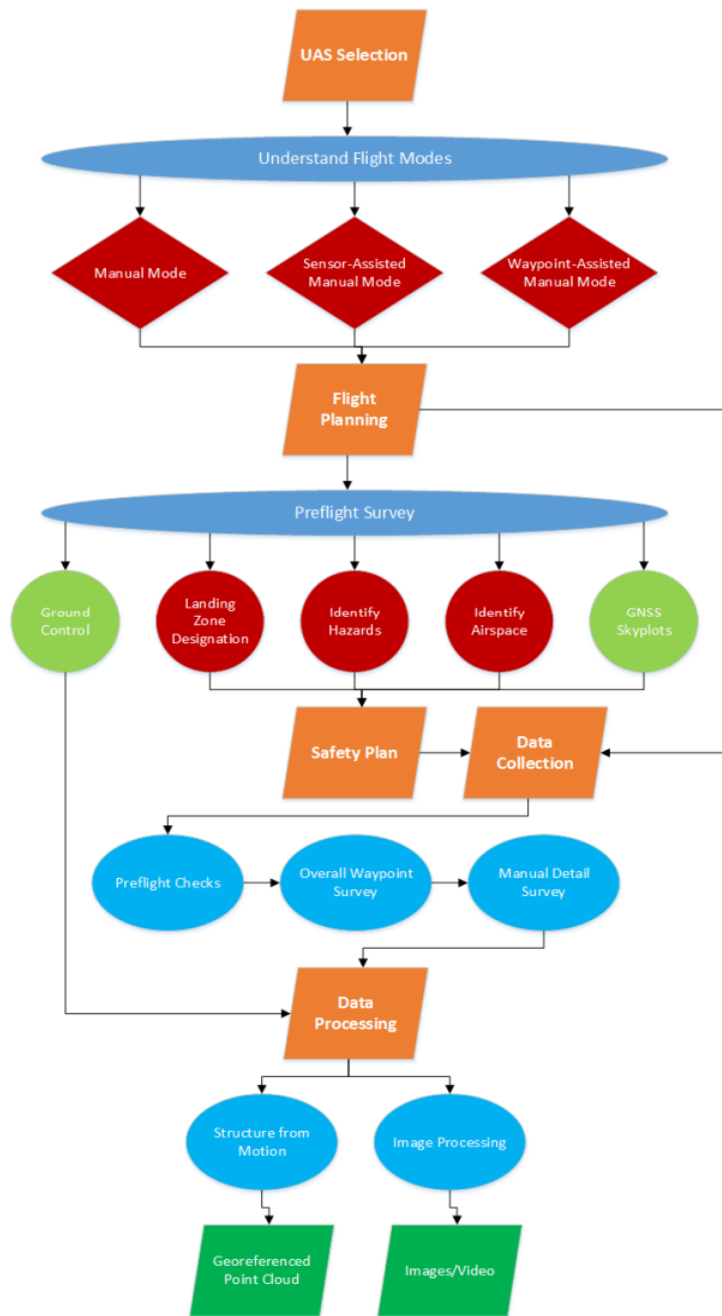 UAS Selection
Understand Flight Modes
Manual Mode
Sensor-Assisted
Manual Mode
Waypoint-Assisted
Manual Mode
Flight
Planning
Preflight Survey
Ground
Control
Landing
Zone
Designation
Identify
Hazards
Identify
Airspace
GNSS
Skyplots
Safety Plan
Data
Collection
Preflight Checks
Overall Waypoint
Survey
Manual Detail
Survey
Data
Processing
Structure from
Motion
Image Processing
Georeferenced
Point Cloud
Images/Video